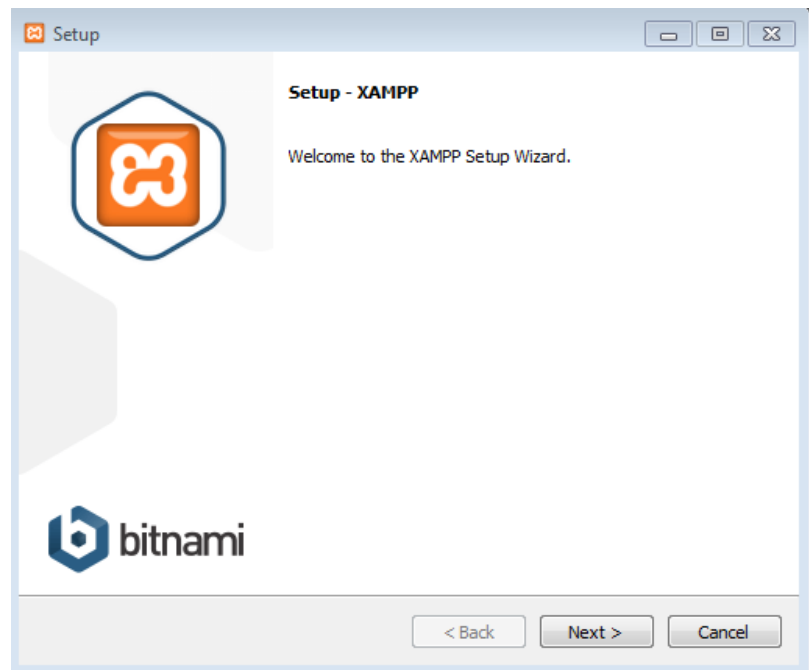 Setup
Setup - XAMPP
Welcome to the XAMPP Setup Wizard.
bitnami
< Back
Next >
Cancel